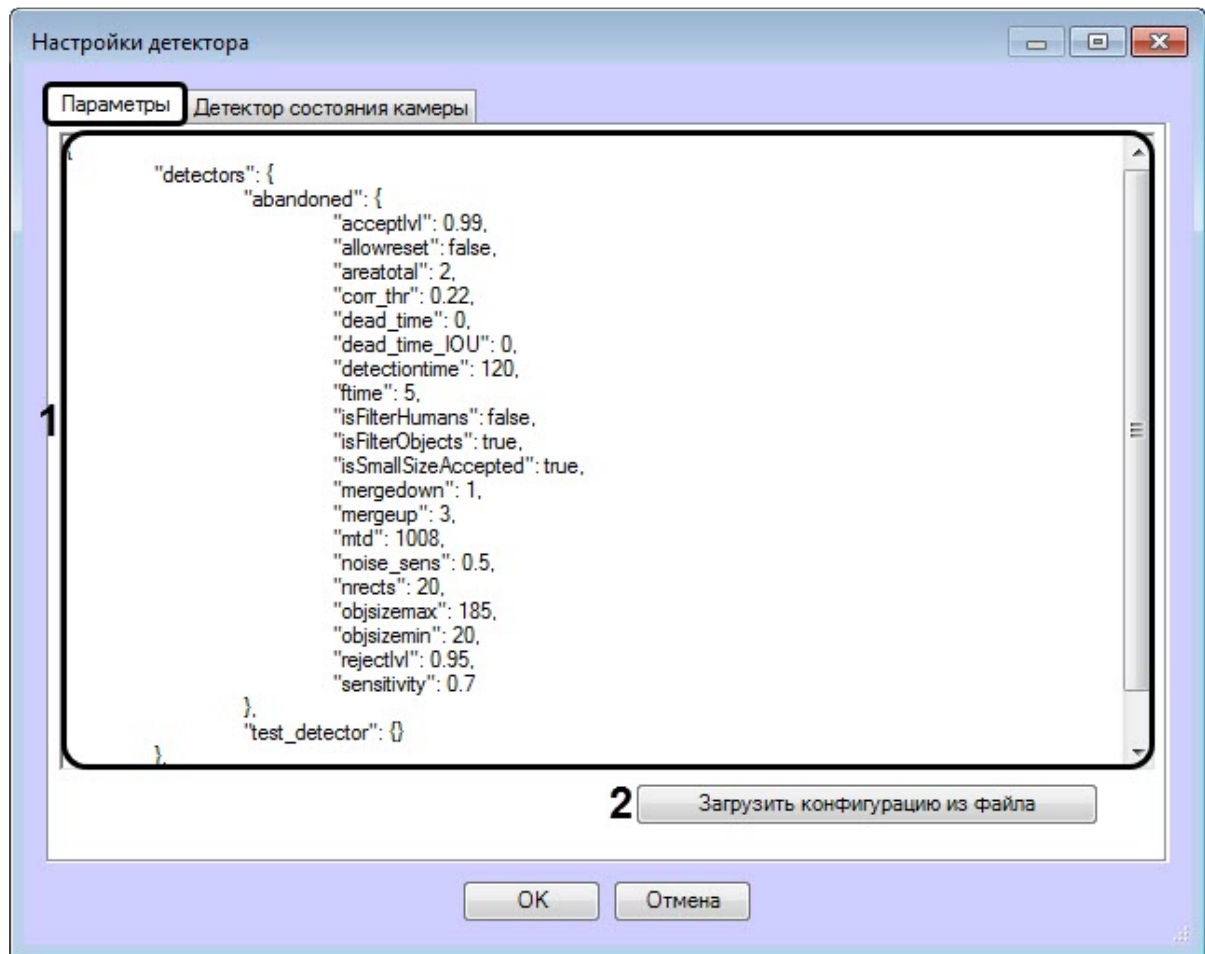 Настройки детектора
Параметры
Детектор состояния камеры
{
"detectors": {
"abandoned": {
"acceptlvl": 0.99,
"allowreset": false,
"areatotal": 2,
"corr_thr": 0.22,
"dead_time": 0,
"dead_time_IOU": 0,
"detectiontime": 120,
"ftime": 5,
"isFilterHumans": false,
"isFilterObjects": true,
"isSmallSizeAccepted": true,
"mergedown": 1,
"mergeup": 3,
"mtd": 1008,
"noise_sens": 0.5,
"nrects": 20,
"objsizemax": 185,
"objsizemin": 20,
"rejectlvl": 0.95,
"sensitivity": 0.7
},
"test_detector": {}
},
1
2 Загрузить конфигурацию из файла
OK
Отмена